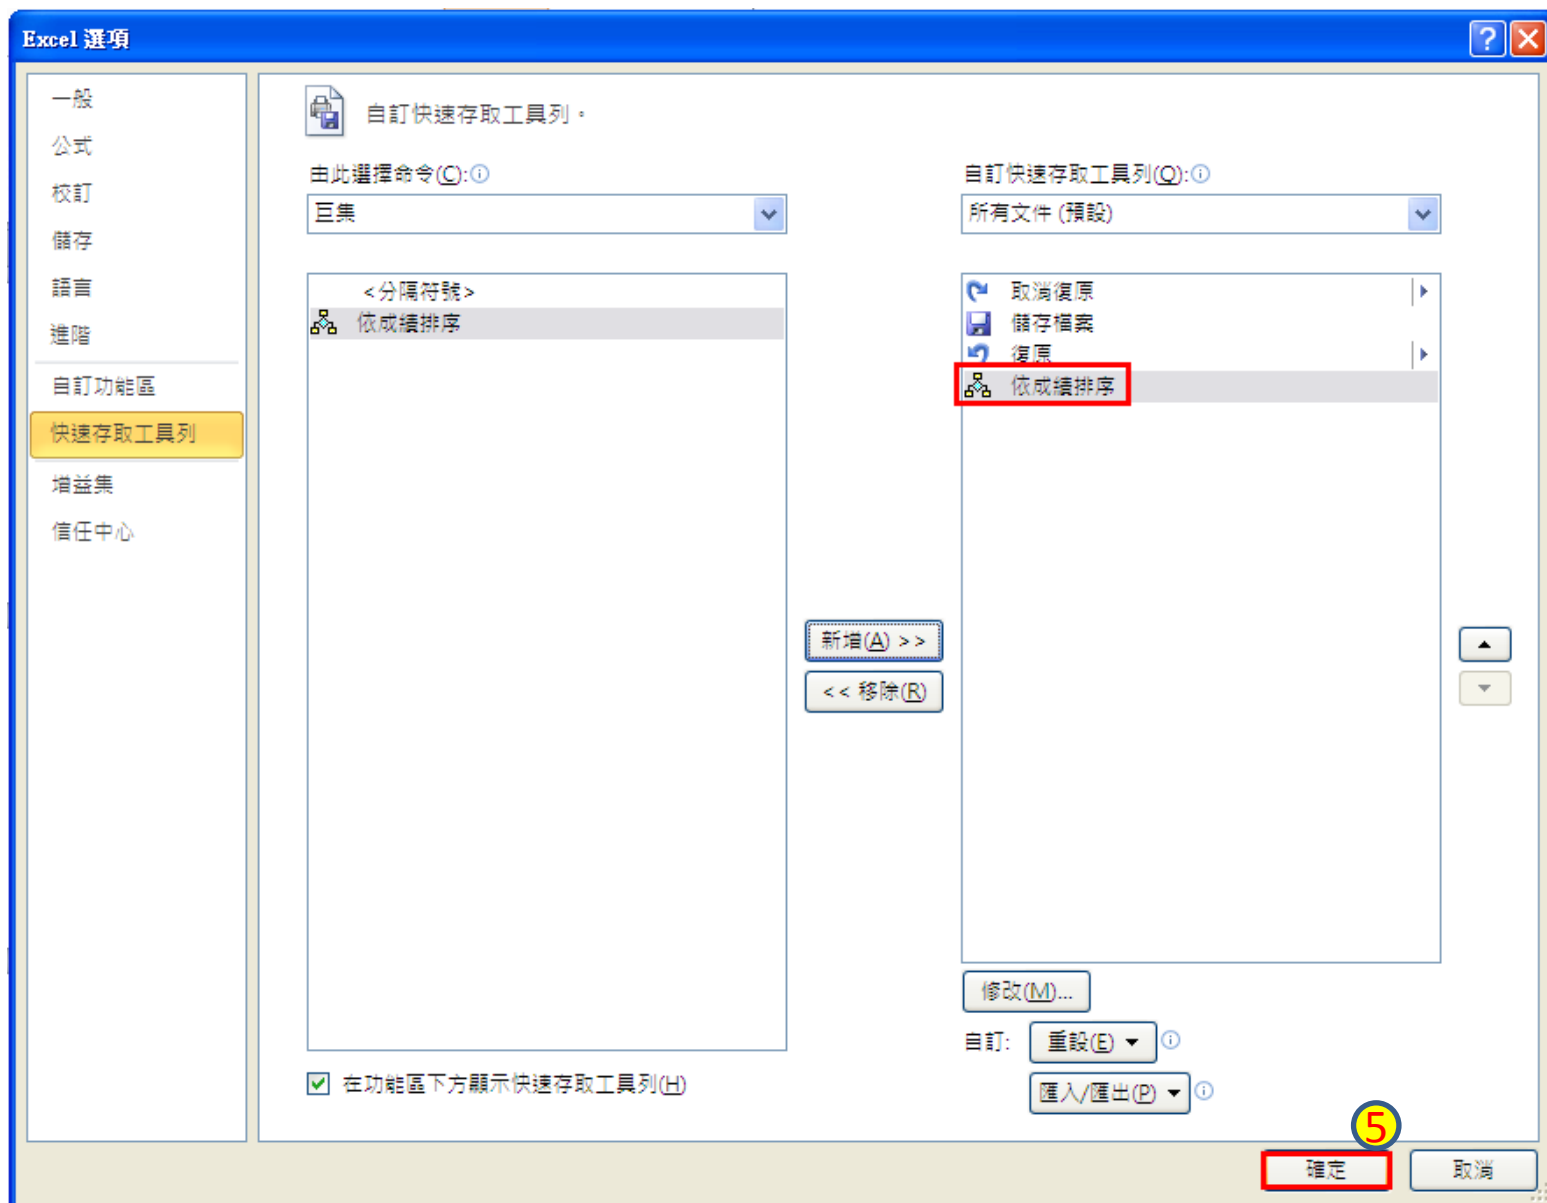 Excel 選項
一般
公式
校訂
儲存
語言
進階
自訂功能區
快速存取工具列
增益集
信任中心
自訂快速存取工具列。
由此選擇命令(C):
巨集
<分隔符號>
依成績排序
新增(A) >>
<< 移除(R)
自訂快速存取工具列(Q):
所有文件 (預設)
取消復原
儲存檔案
復原
依成績排序
修改(M)...
自訂: 重設(E)
匯入/匯出(P)
在功能區下方顯示快速存取工具列(H)
5
確定 取消